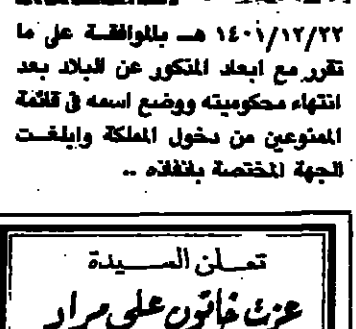 ١٤٠١/١٢/٢٢ هـ بالموافقة على ما
تقرر مع ابعاد المذكور عن البلاد بعد
انتهاء محكوميته ووضع اسمه في قائمة
الممنوعين من دخول المملكة وابلغت
الجهة المختصة بانفاذه ..
تعلن السيدة
عزت خاتون على مراد